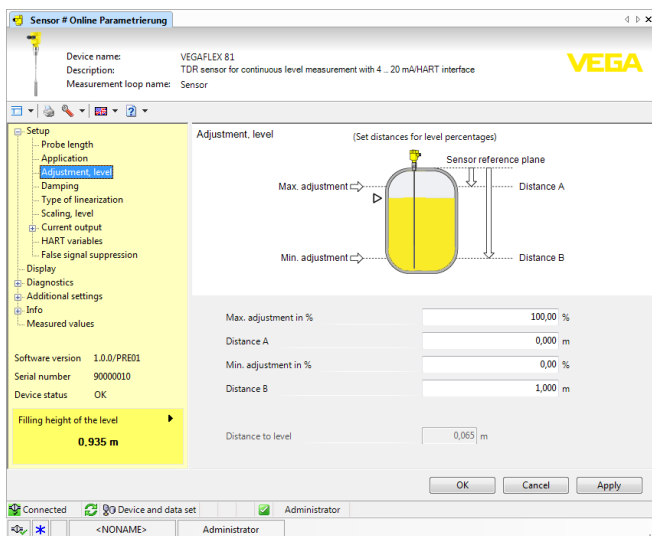 Sensor # Online Parametrierung
Device name: VEGAFLEX 81
Description: TDR sensor for continuous level measurement with 4 .. 20 mA/HART interface
Measurement loop name: Sensor
VEGA
Setup
Probe length
Application
Adjustment, level
Damping
Type of linearization
Scaling, level
Current output
HART variables
False signal suppression
Display
Diagnostics
Additional settings
Info
Measured values
Software version 1.0.0/PRE01
Serial number 90000010
Device status OK
Filling height of the level
0,935 m
Adjustment, level (Set distances for level percentages)
Sensor reference plane
Max. adjustment Distance A
Min. adjustment Distance B
Max. adjustment in % 100,00 %
Distance A 0,000 m
Min. adjustment in % 0,00 %
Distance B 1,000 m
Distance to level 0,065 m
OK Cancel Apply
Connected Device and data set Administrator
<NONAME> Administrator